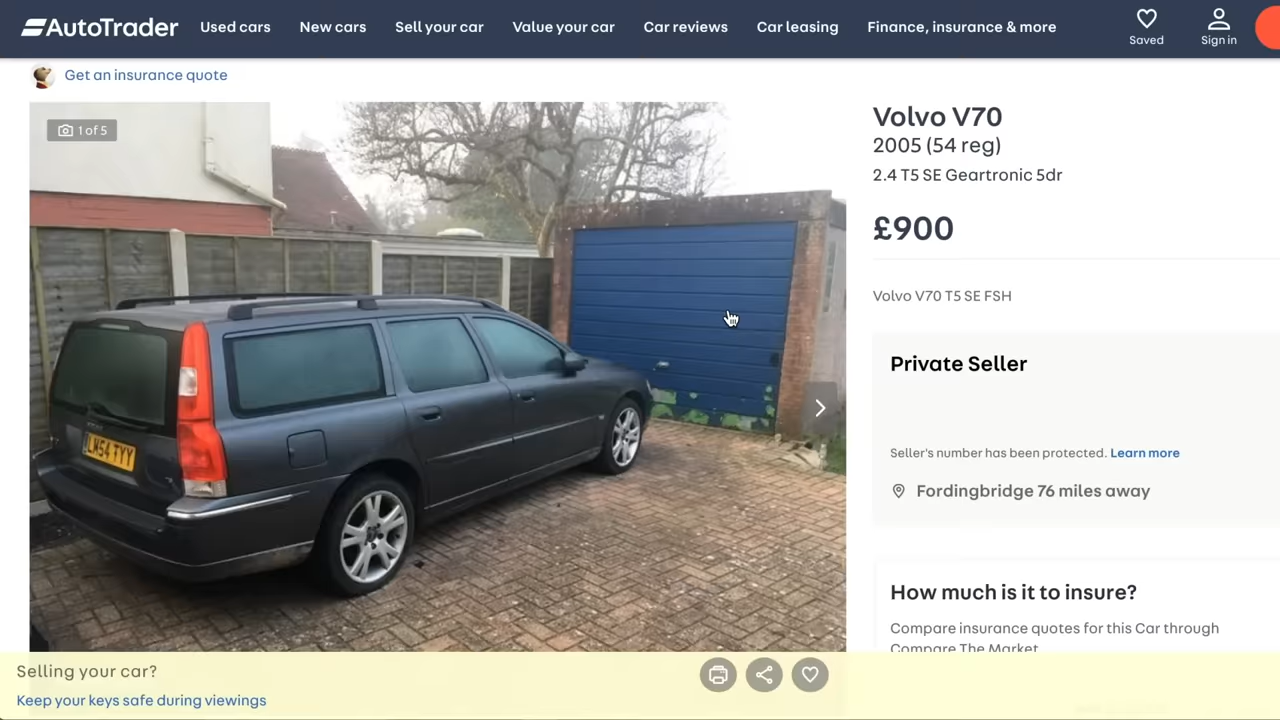 AutoTrader
Used cars
New cars
Sell your car
Value your car
Car reviews
Car leasing
Finance, insurance & more
Saved
Sign in
Get an insurance quote
1 of 5
LM54 TYY
Volvo V70
2005 (54 reg)
2.4 T5 SE Geartronic 5dr
£900
Volvo V70 T5 SE FSH
Private Seller
Seller's number has been protected. Learn more
Fordingbridge 76 miles away
How much is it to insure?
Compare insurance quotes for this Car through
Compare The Market
Selling your car?
Keep your keys safe during viewings